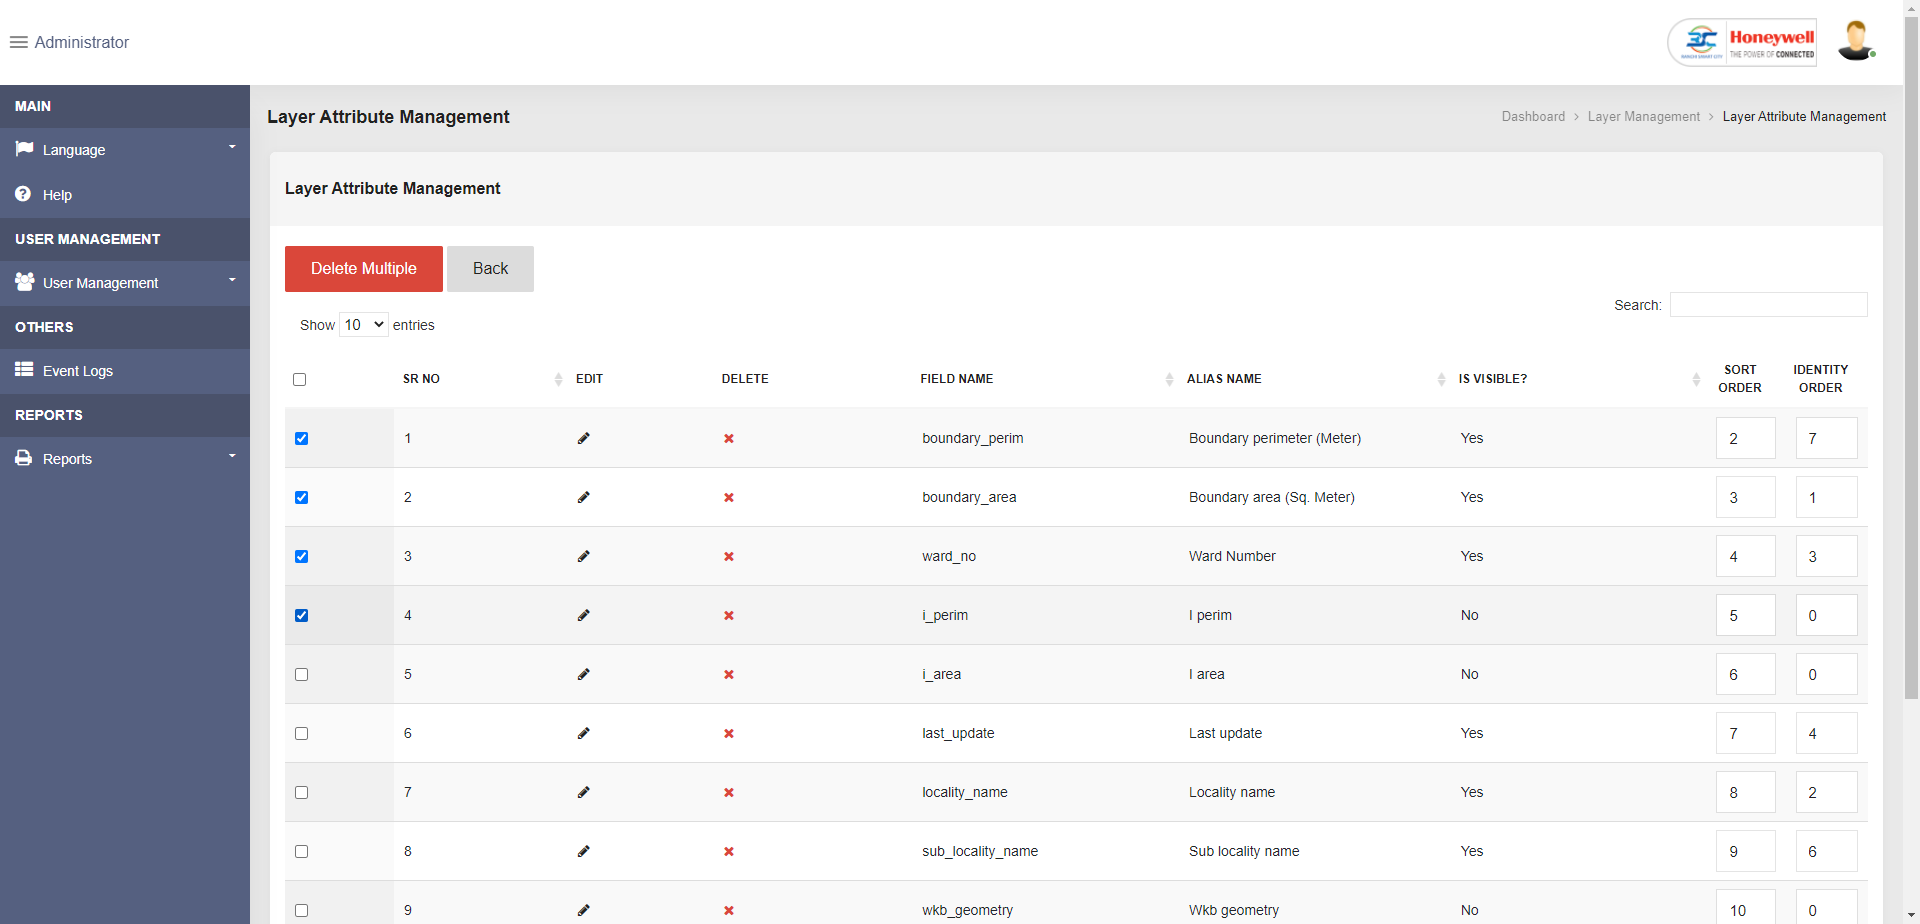 Administrator
Honeywell
THE POWER OF CONNECTED
MAIN
Language
Help
USER MANAGEMENT
User Management
OTHERS
Event Logs
REPORTS
Reports
Layer Attribute Management
Dashboard > Layer Management > Layer Attribute Management
Layer Attribute Management
Delete Multiple Back
Show 10 entries
Search:
SR NO EDIT DELETE FIELD NAME ALIAS NAME IS VISIBLE? SORT ORDER IDENTITY ORDER
1 boundary_perim Boundary perimeter (Meter) Yes 2 7
2 boundary_area Boundary area (Sq. Meter) Yes 3 1
3 ward_no Ward Number Yes 4 3
4 i_perim I perim No 5 0
5 i_area I area No 6 0
6 last_update Last update Yes 7 4
7 locality_name Locality name Yes 8 2
8 sub_locality_name Sub locality name Yes 9 6
9 wkb_geometry Wkb geometry No 10 0